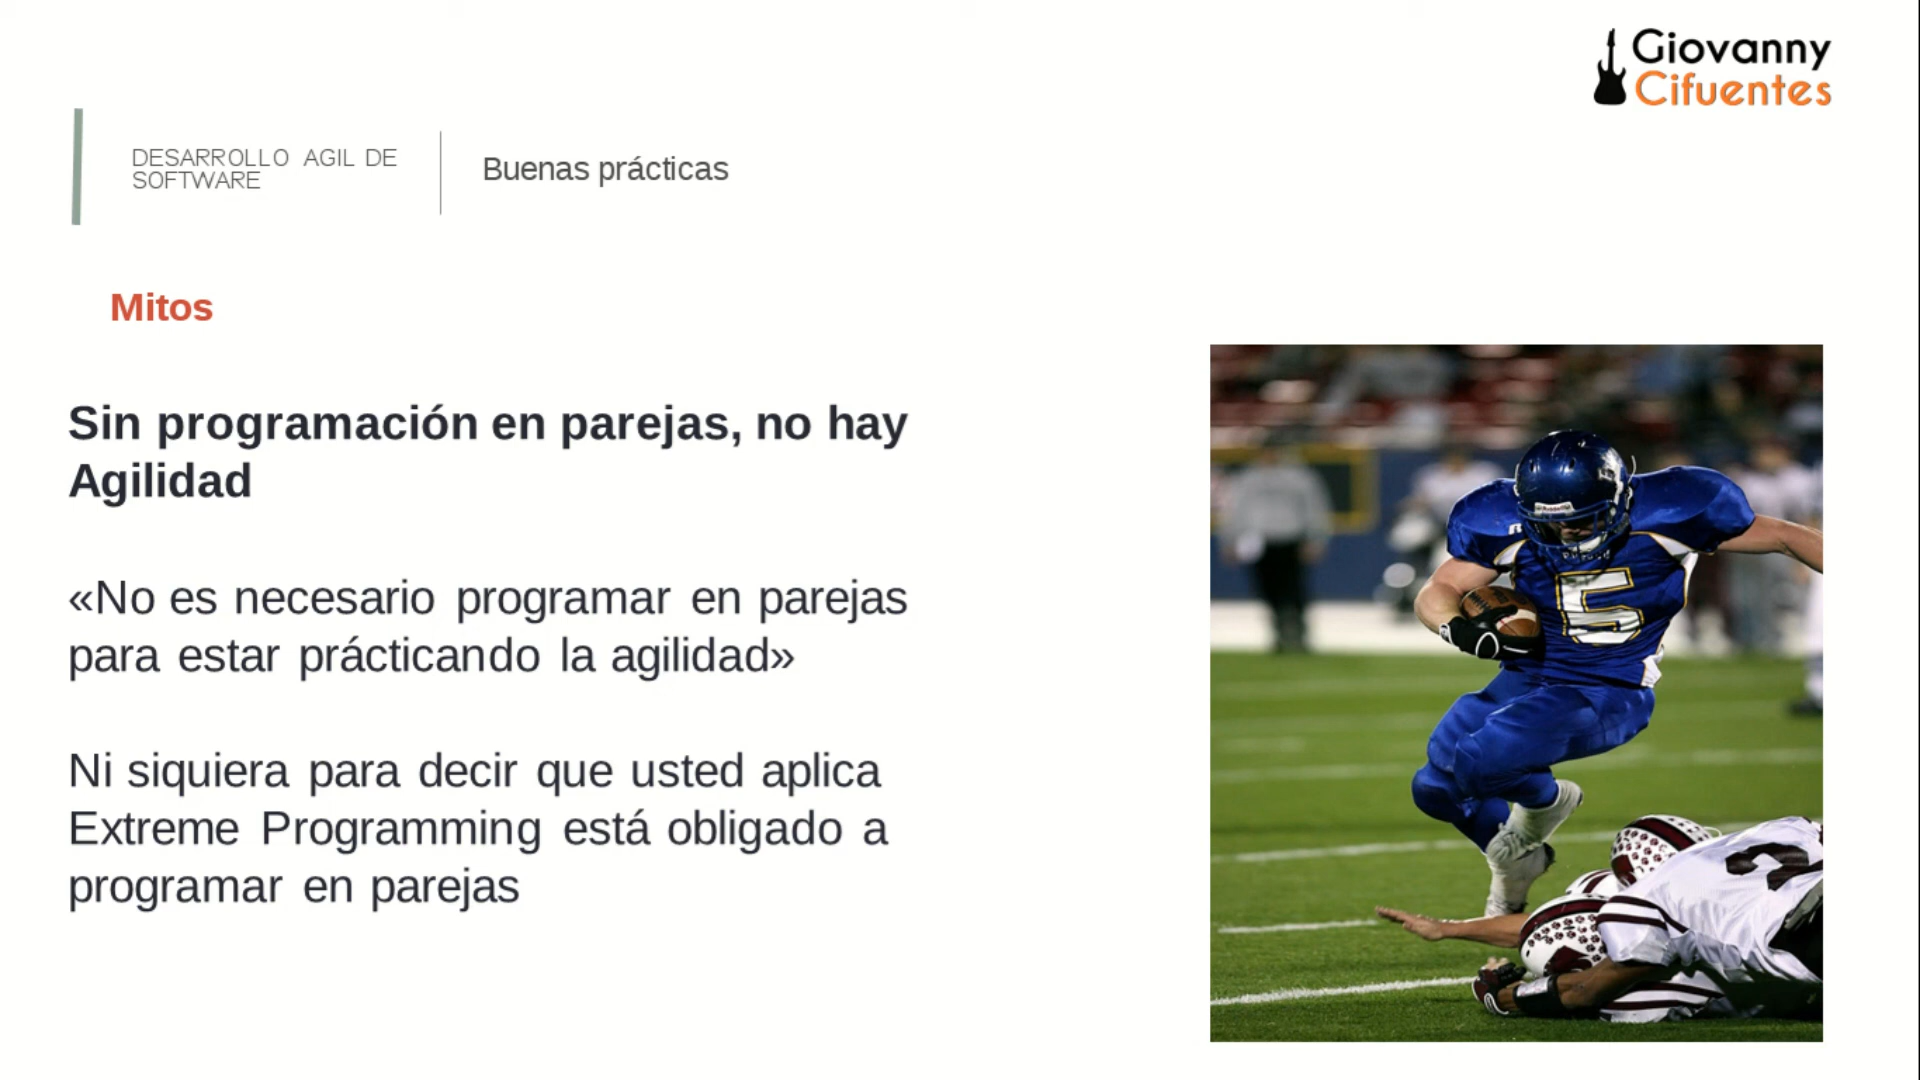 Giovanny
Cifuentes
DESARROLLO AGIL DE
SOFTWARE
Buenas prácticas
Mitos
Sin programación en parejas, no hay
Agilidad
«No es necesario programar en parejas
para estar prácticando la agilidad»
Ni siquiera para decir que usted aplica
Extreme Programming está obligado a
programar en parejas
5
2